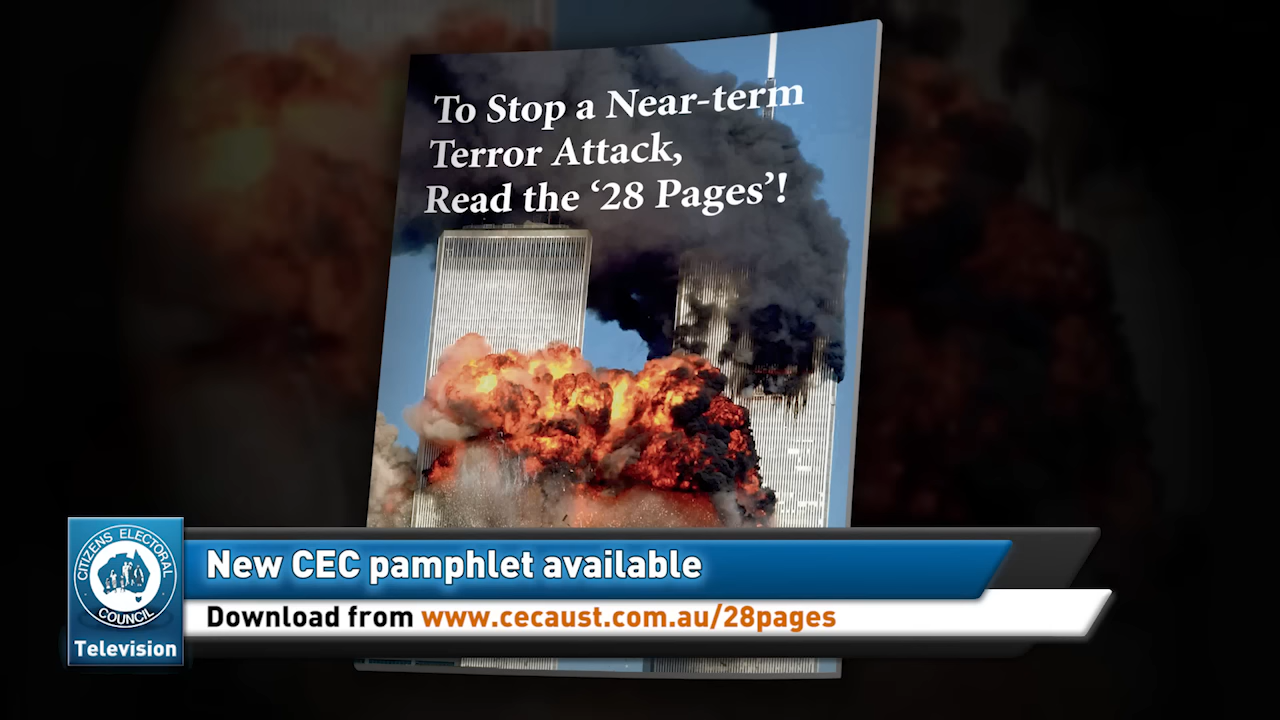 To Stop a Near-term
Terror Attack,
Read the ‘28 Pages’!
CITIZENS ELECTORAL
COUNCIL
Television
New CEC pamphlet available
Download from www.cecaust.com.au/28pages